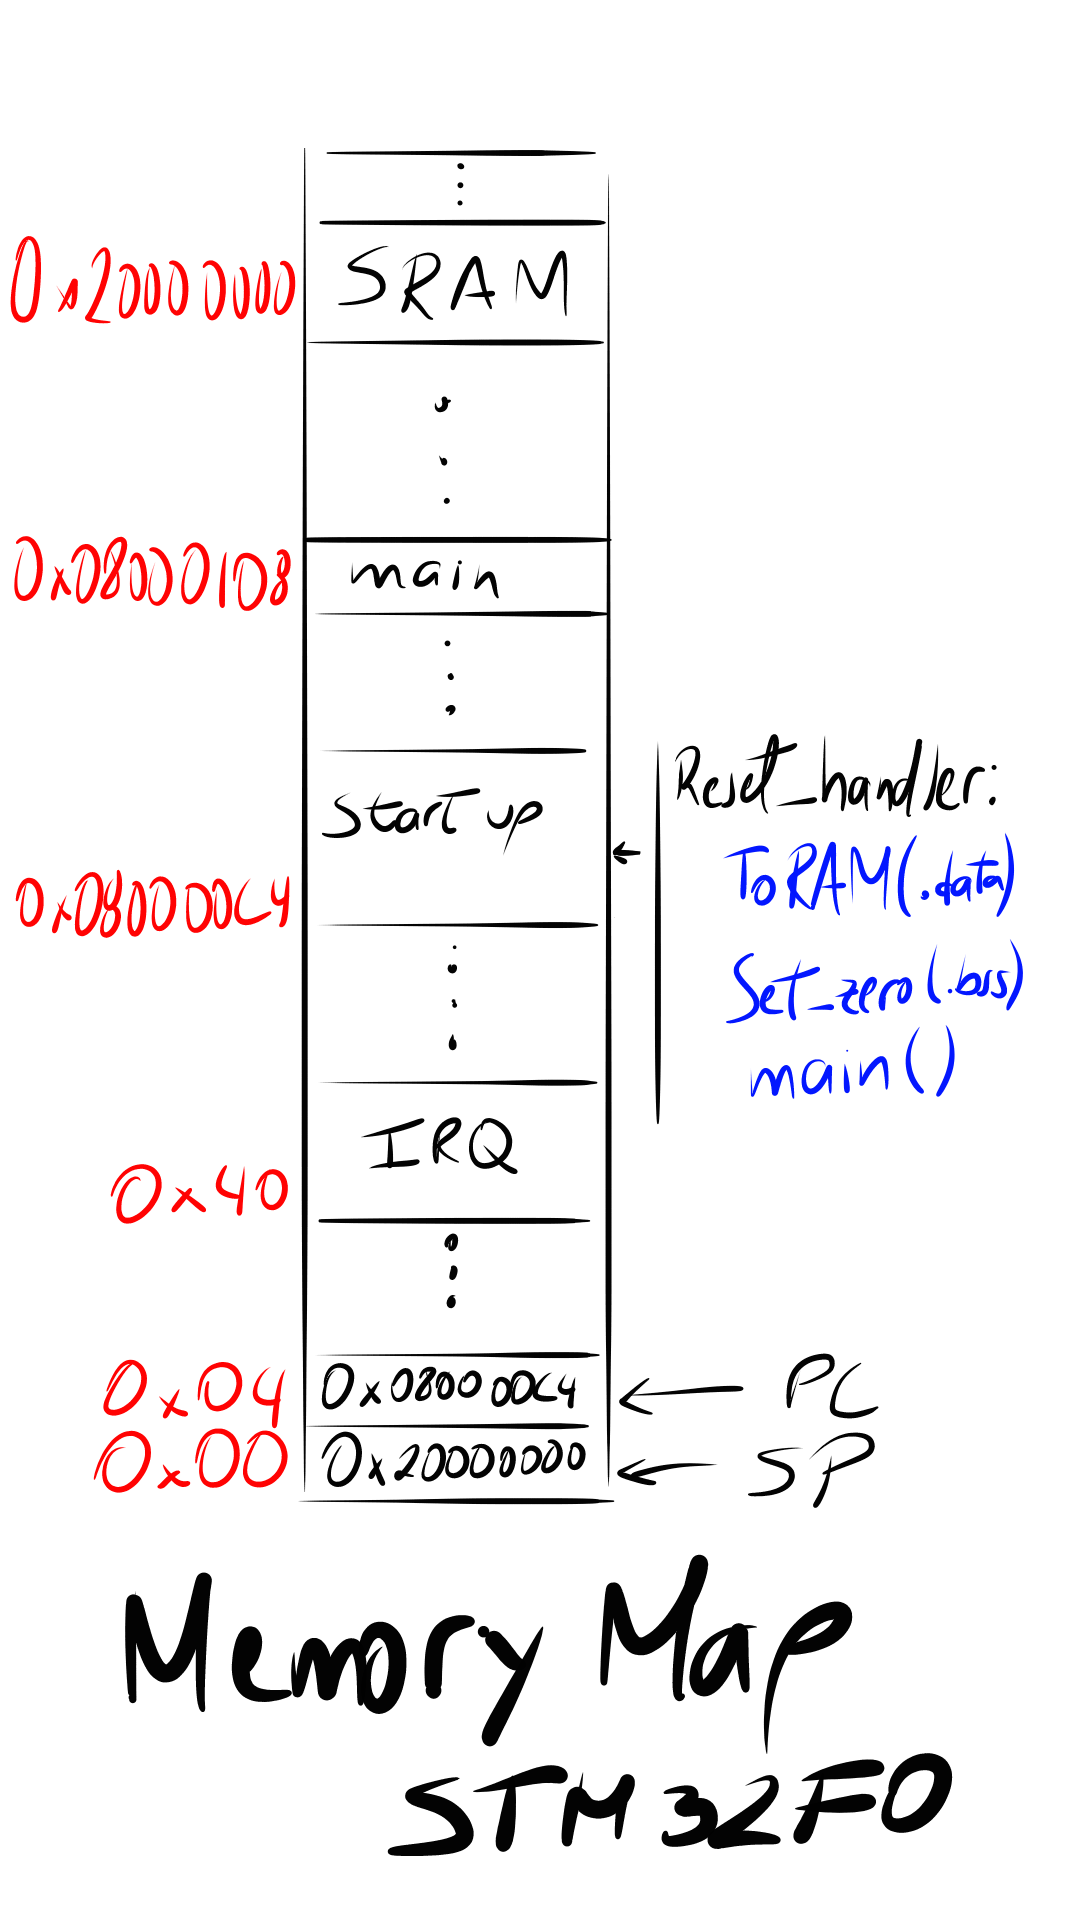 0x20000000 SRAM
0x08000108 main
Start up
Reset_handler:
ToRAM(.data)
0x080000C4
Set_zero(.bss)
main()
IRQ
0x40
0x04 0x080000C4 PC
0x00 0x20000000 SP
Memory Map
STM32F0